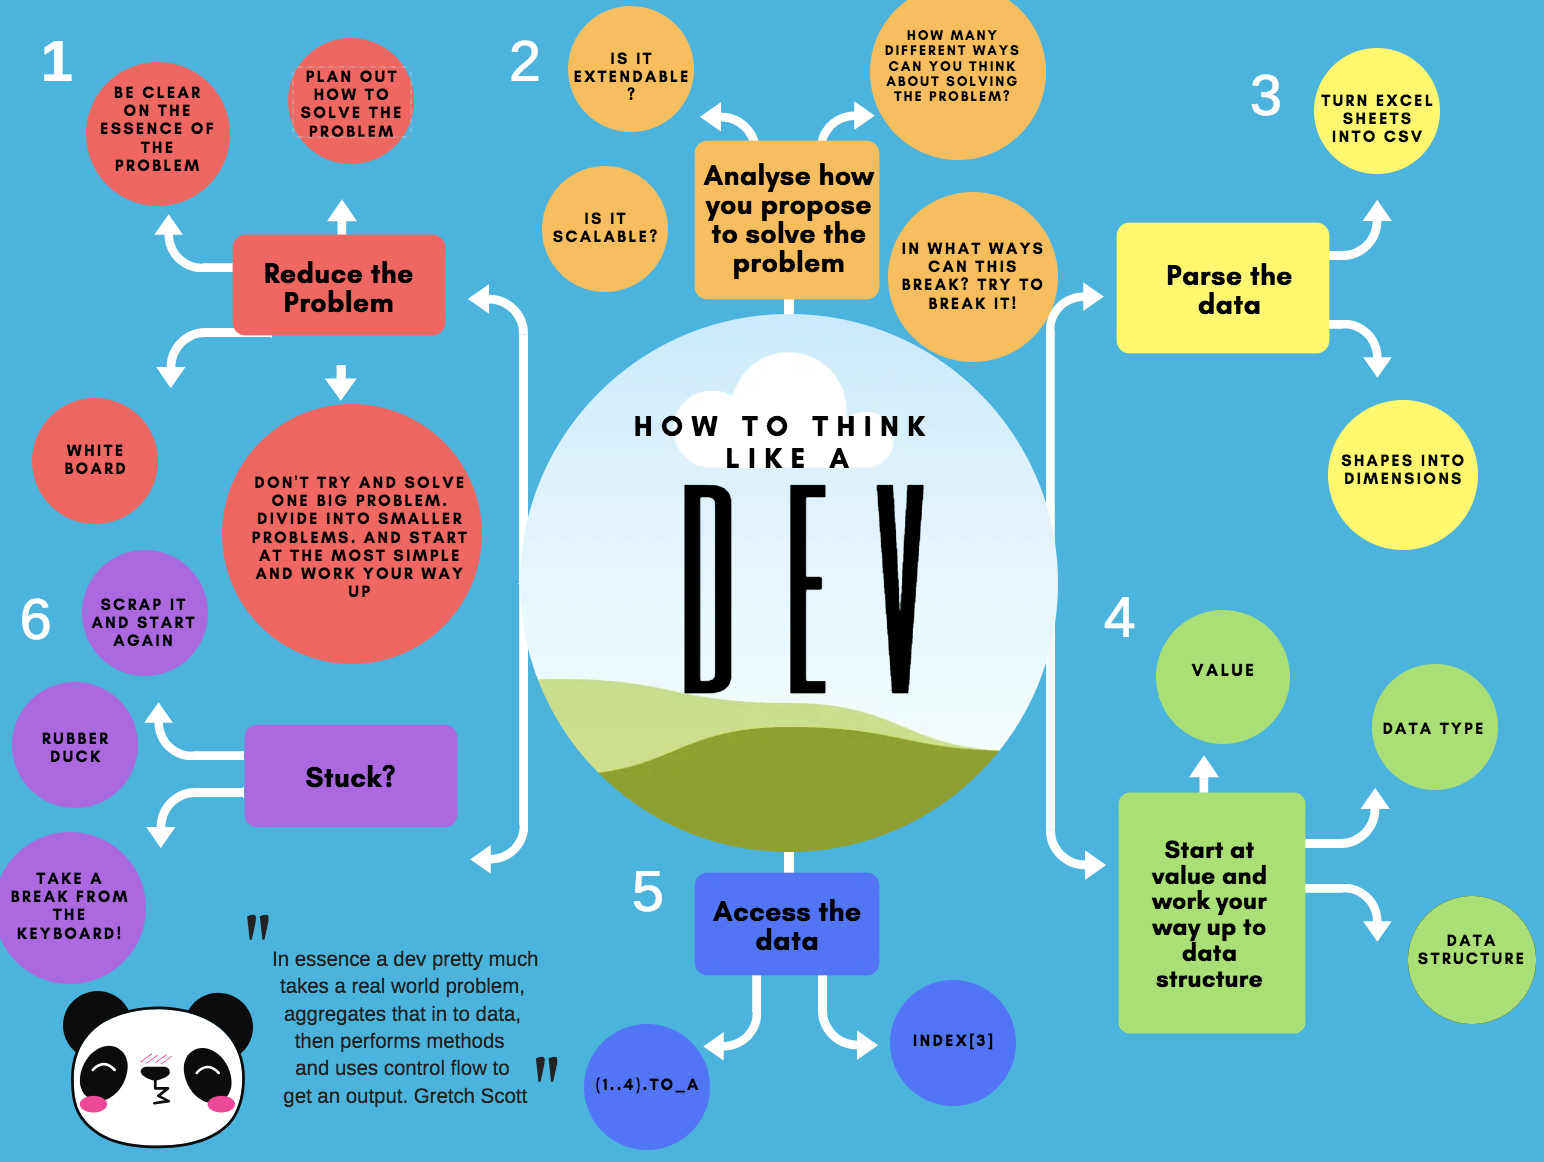 1
BE CLEAR
ON THE
ESSENCE OF
THE
PROBLEM
PLAN OUT
HOW TO
SOLVE THE
PROBLEM
Reduce the
Problem
WHITE
BOARD
DON'T TRY AND SOLVE
ONE BIG PROBLEM.
DIVIDE INTO SMALLER
PROBLEMS. AND START
AT THE MOST SIMPLE
AND WORK YOUR WAY
UP
2
IS IT
EXTENDABLE
?
HOW MANY
DIFFERENT WAYS
CAN YOU THINK
ABOUT SOLVING
THE PROBLEM?
IS IT
SCALABLE?
Analyse how
you propose
to solve the
problem
IN WHAT WAYS
CAN THIS
BREAK? TRY TO
BREAK IT!
3
TURN EXCEL
SHEETS
INTO CSV
Parse the
data
SHAPES INTO
DIMENSIONS
HOW TO THINK
LIKE A
DEV
4
VALUE
DATA TYPE
Start at
value and
work your
way up to
data
structure
DATA
STRUCTURE
5
Access the
data
(1..4).TO_A
INDEX[3]
6
SCRAP IT
AND START
AGAIN
RUBBER
DUCK
Stuck?
TAKE A
BREAK FROM
THE
KEYBOARD!
"
In essence a dev pretty much
takes a real world problem,
aggregates that in to data,
then performs methods
and uses control flow to
get an output. Gretch Scott
"